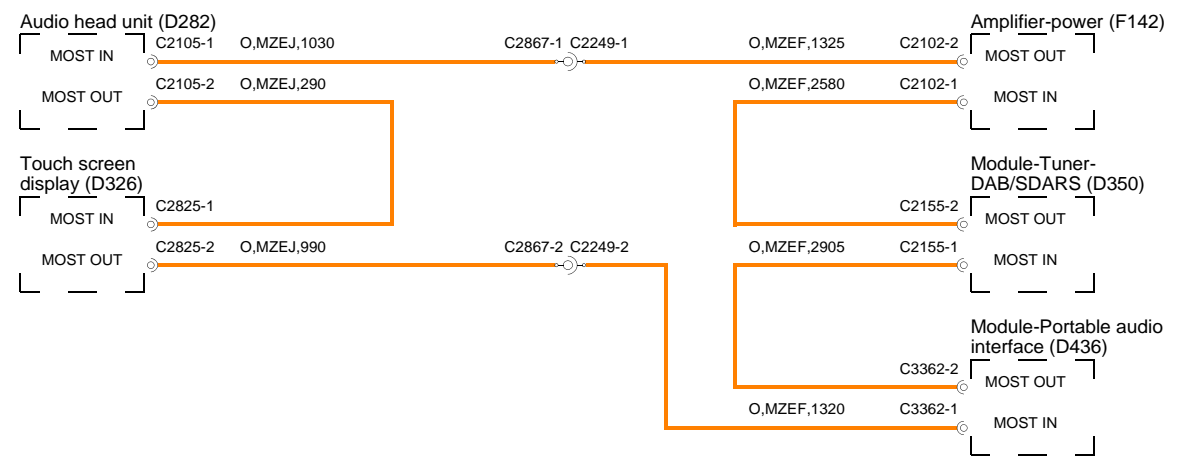 Audio head unit (D282)
MOST IN
C2105-1
O,MZEJ,1030
C2867-1
C2249-1
O,MZEF,1325
C2102-2
Amplifier-power (F142)
MOST OUT
MOST OUT
C2105-2
O,MZEJ,290
O,MZEF,2580
C2102-1
MOST IN
Touch screen
display (D326)
MOST IN
C2825-1
C2155-2
Module-Tuner-
DAB/SDARS (D350)
MOST OUT
MOST OUT
C2825-2
O,MZEJ,990
C2867-2
C2249-2
O,MZEF,2905
C2155-1
MOST IN
Module-Portable audio
interface (D436)
C3362-2
MOST OUT
O,MZEF,1320
C3362-1
MOST IN